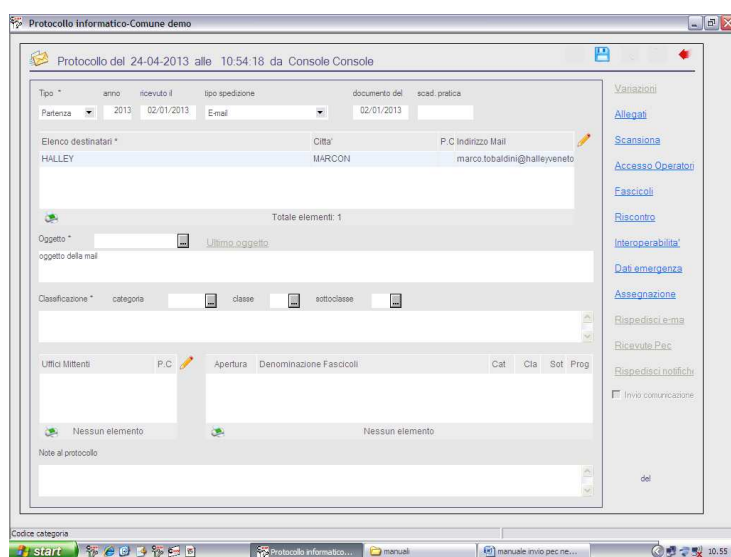 Protocollo informatico-Comune demo
Protocollo del 24-04-2013 alle 10:54:18 da Console Console
Tipo * anno ricevuto il tipo spedizione documento del scad. pratica
Partenza 2013 02/01/2013 E-mail 02/01/2013
Elenco destinatari * Citta' P.C Indirizzo Mail
HALLEY MARCON marco.tobaldini@halleyveneto
Totale elementi: 1
Oggetto * ... Ultimo oggetto
oggetto della mail
Classificazione * categoria ... classe ... sottoclasse ...
Uffici Mittenti P.C Apertura Denominazione Fascicoli Cat Cla Sot Prog
Nessun elemento Nessun elemento
Note al protocollo
Variazioni
Allegati
Scansiona
Accesso Operatori
Fascicoli
Riscontro
Interoperabilita'
Dati emergenza
Assegnazione
Rispedisci e-ma
Ricevute Pec
Rispedisci notifiche
Invio comunicazione
del
Codice categoria
start Protocollo informatico... manuali manuale invio pec ne... 10.55